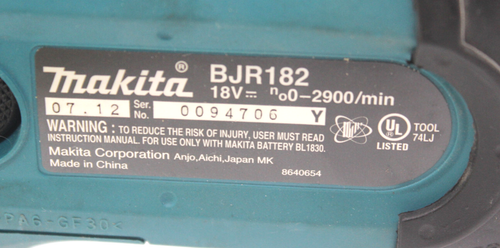 makita® BJR182
18V⎓ n₀0-2900/min
07.12 Ser. No. 0094706 Y
WARNING : TO REDUCE THE RISK OF INJURY, USER MUST READ
INSTRUCTION MANUAL. FOR USE ONLY WITH MAKITA BATTERY BL1830.
Makita Corporation Anjo,Aichi,Japan MK
Made in China
8640654
UL ® LISTED
TOOL
74LJ
PA6-GF30<